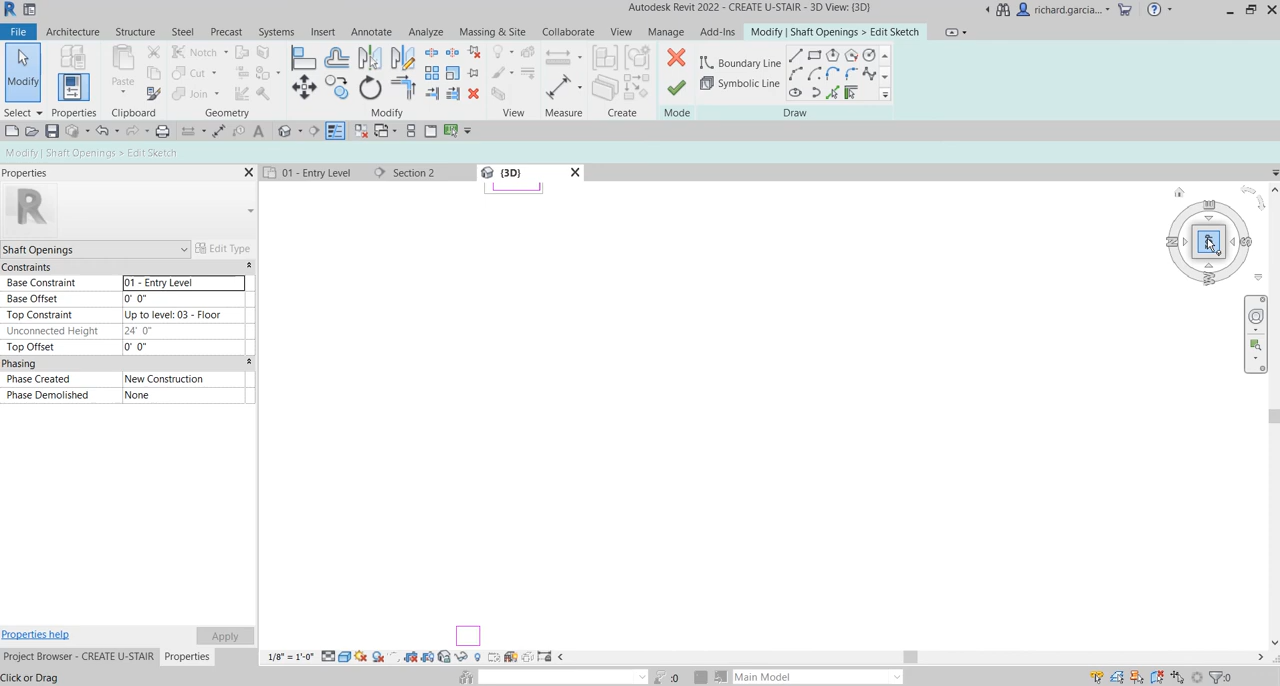 Autodesk Revit 2022 - CREATE U-STAIR - 3D View: {3D}
richard.garcia...
File Architecture Structure Steel Precast Systems Insert Annotate Analyze Massing & Site Collaborate View Manage Add-Ins Modify | Shaft Openings > Edit Sketch
Modify
Paste
Notch
Cut
Join
Boundary Line
Symbolic Line
Select Properties Clipboard Geometry Modify View Measure Create Mode Draw
Modify | Shaft Openings > Edit Sketch
Properties
01 - Entry Level
Section 2
{3D}
Shaft Openings
Edit Type
Constraints
Base Constraint 01 - Entry Level
Base Offset 0' 0"
Top Constraint Up to level: 03 - Floor
Unconnected Height 24' 0"
Top Offset 0' 0"
Phasing
Phase Created New Construction
Phase Demolished None
Properties help
Apply
1/8" = 1'-0"
Project Browser - CREATE U-STAIR Properties
Click or Drag
:0
Main Model
:0